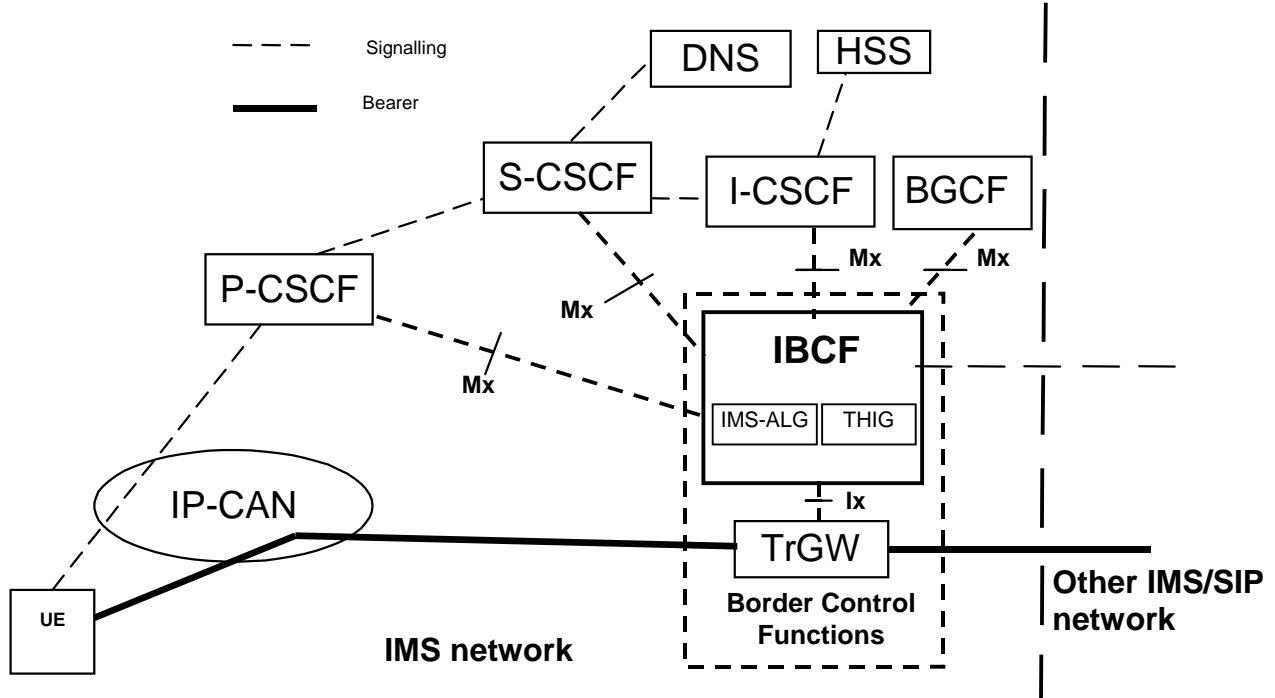 Signalling
Bearer
DNS
HSS
S-CSCF
I-CSCF
BGCF
P-CSCF
Mx
Mx
Mx
Mx
IBCF
IMS-ALG
THIG
Ix
IP-CAN
TrGW
UE
Border Control
Functions
IMS network
Other IMS/SIP
network